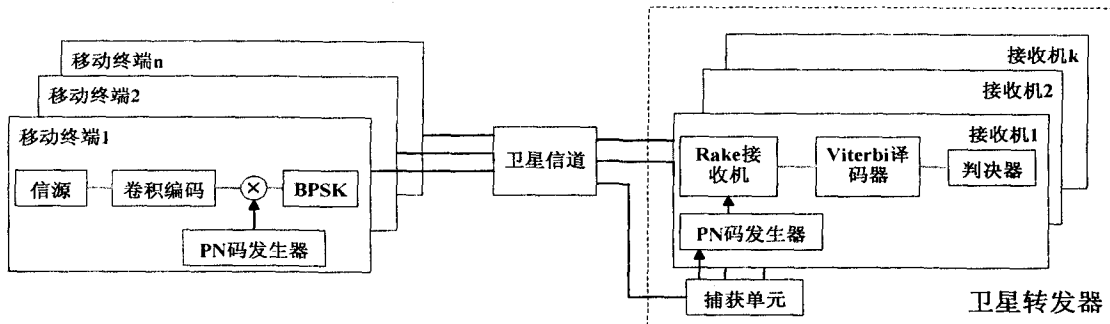 移动终端n
移动终端2
移动终端1
信源
卷积编码
×
BPSK
PN码发生器
卫星信道
接收机k
接收机2
接收机1
Rake接
收机
Viterbi译
码器
判决器
PN码发生器
捕获单元
卫星转发器